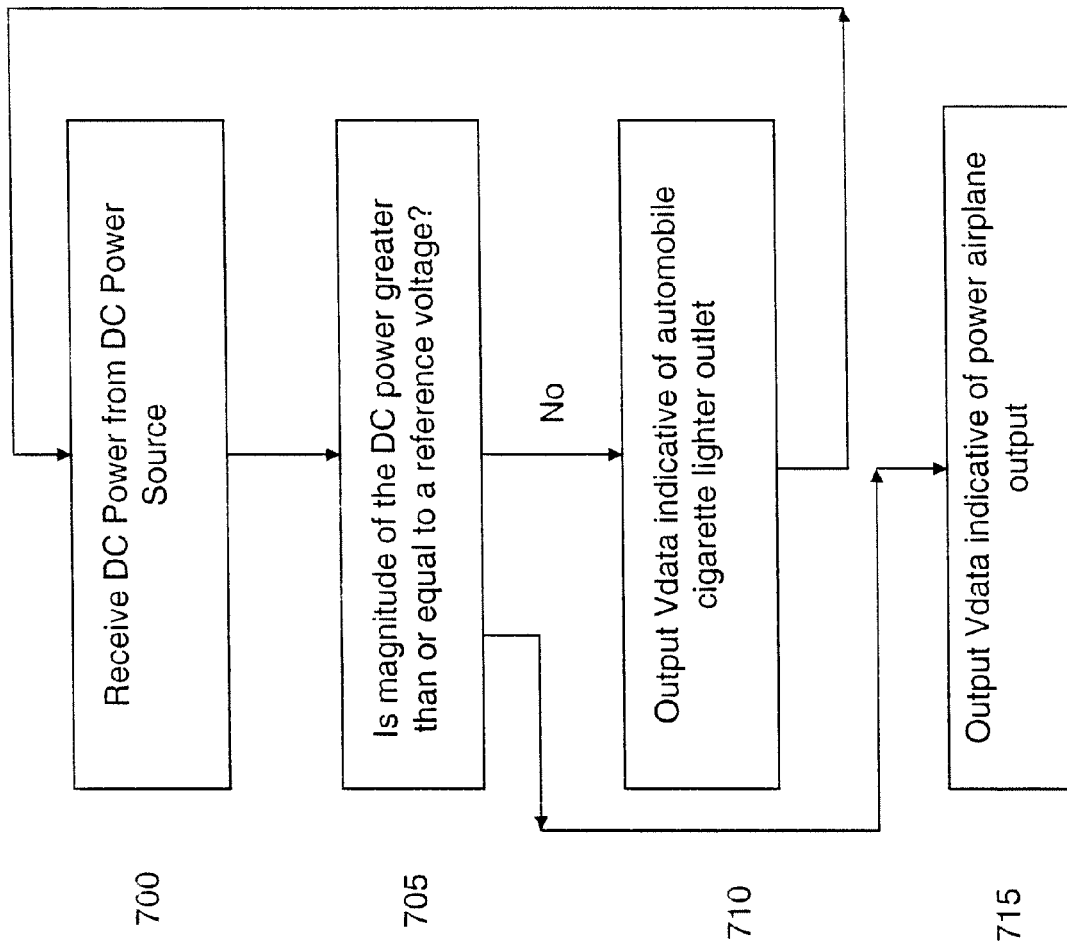 700
Receive DC Power from DC Power
Source
705
Is magnitude of the DC power greater
than or equal to a reference voltage?
No
710
Output Vdata indicative of automobile
cigarette lighter outlet
715
Output Vdata indicative of power airplane
output